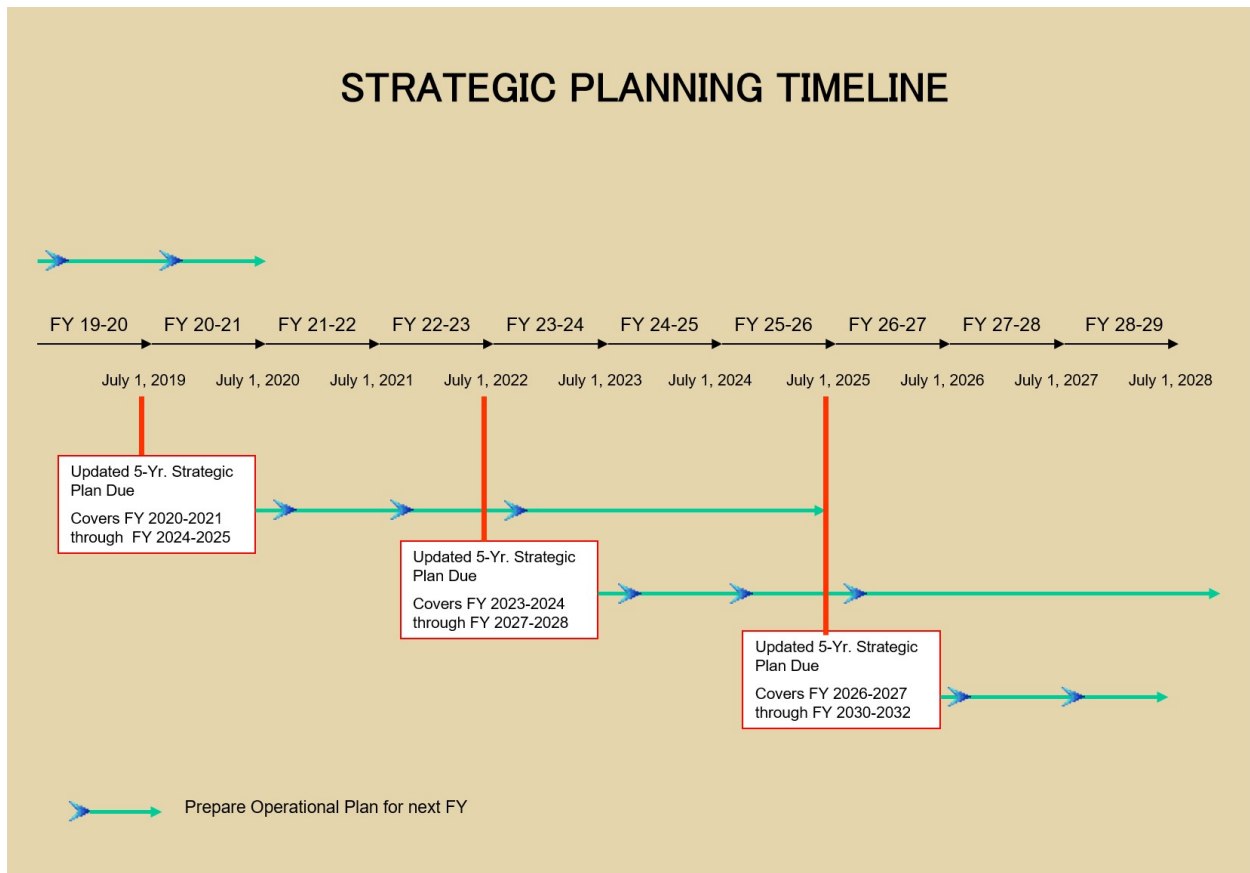 STRATEGIC PLANNING TIMELINE
FY 19-20 FY 20-21 FY 21-22 FY 22-23 FY 23-24 FY 24-25 FY 25-26 FY 26-27 FY 27-28 FY 28-29
July 1, 2019 July 1, 2020 July 1, 2021 July 1, 2022 July 1, 2023 July 1, 2024 July 1, 2025 July 1, 2026 July 1, 2027 July 1, 2028
Updated 5-Yr. Strategic
Plan Due
Covers FY 2020-2021
through FY 2024-2025
Updated 5-Yr. Strategic
Plan Due
Covers FY 2023-2024
through FY 2027-2028
Updated 5-Yr. Strategic
Plan Due
Covers FY 2026-2027
through FY 2030-2032
Prepare Operational Plan for next FY